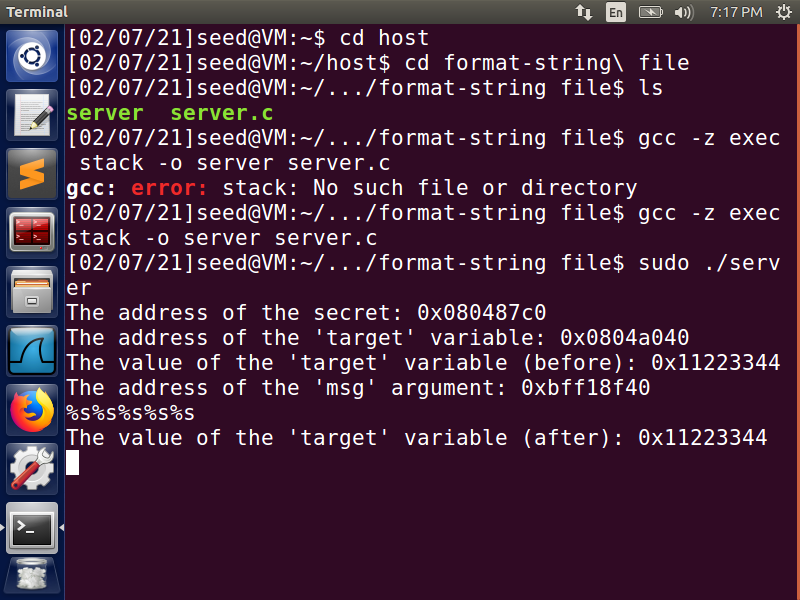 Terminal En 7:17 PM
[02/07/21]seed@VM:~$ cd host
[02/07/21]seed@VM:~/host$ cd format-string\ file
[02/07/21]seed@VM:~/.../format-string file$ ls
server  server.c
[02/07/21]seed@VM:~/.../format-string file$ gcc -z exec
 stack -o server server.c
gcc: error: stack: No such file or directory
[02/07/21]seed@VM:~/.../format-string file$ gcc -z exec
stack -o server server.c
[02/07/21]seed@VM:~/.../format-string file$ sudo ./serv
er
The address of the secret: 0x080487c0
The address of the 'target' variable: 0x0804a040
The value of the 'target' variable (before): 0x11223344
The address of the 'msg' argument: 0xbff18f40
%s%s%s%s%s
The value of the 'target' variable (after): 0x11223344